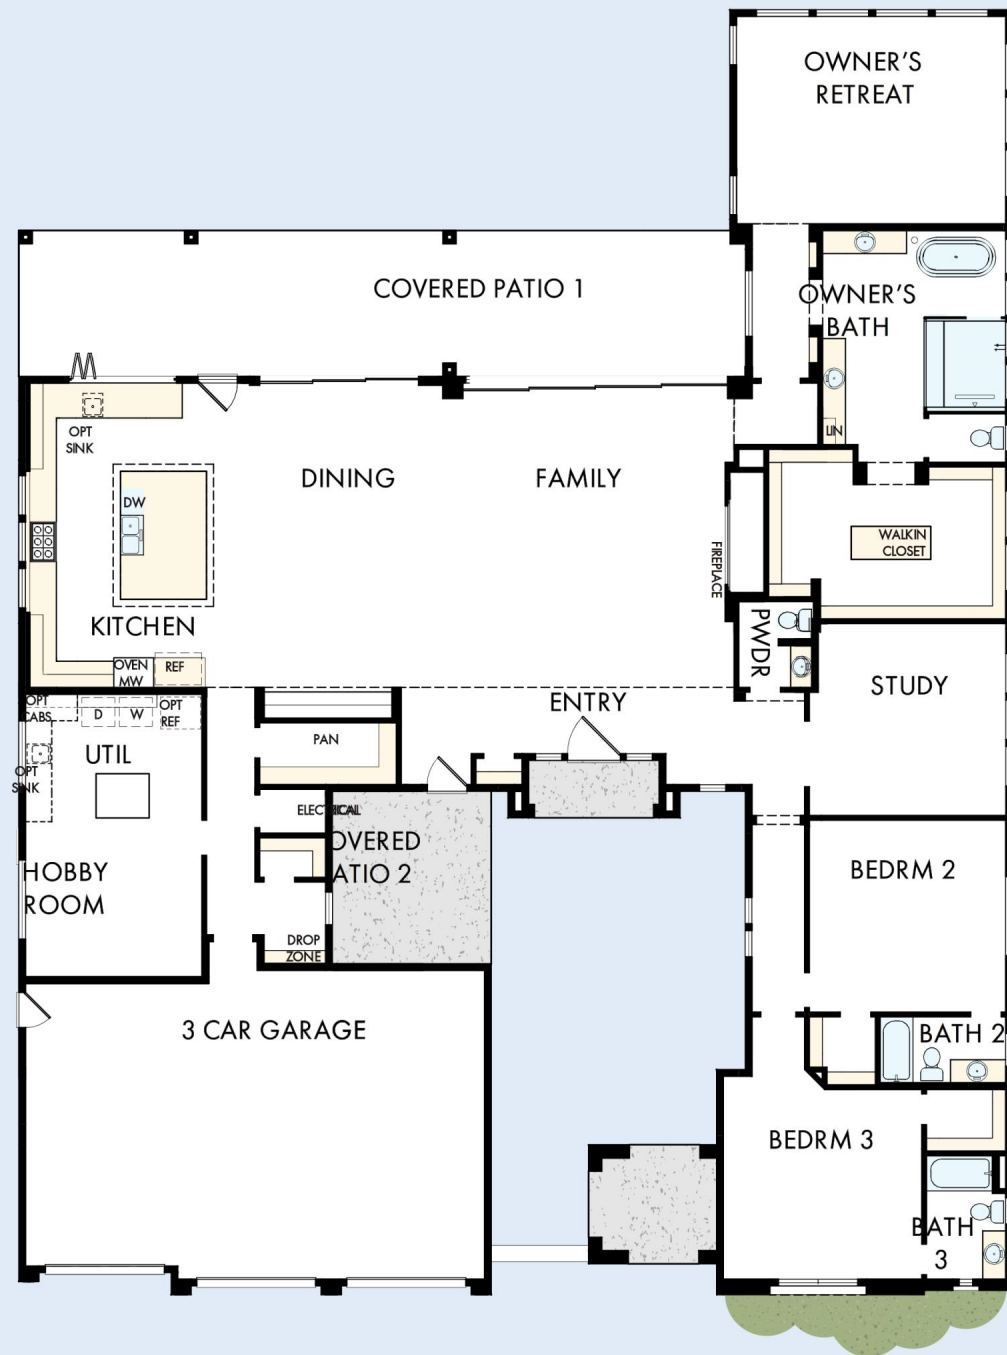 OWNER'S
RETREAT
COVERED PATIO 1
OWNER'S
BATH
OPT
SINK
LIN
DINING
FAMILY
DW
WALKIN
CLOSET
FIREPLACE
KITCHEN
PWDR
OVEN
MW
REF
STUDY
OPT
CABS
D
W
OPT
REF
ENTRY
PAN
UTIL
OPT
SINK
ELECTRICAL
OVERED
ATIO 2
HOBBY
ROOM
BEDRM 2
DROP
ZONE
3 CAR GARAGE
BATH 2
BEDRM 3
BATH
3